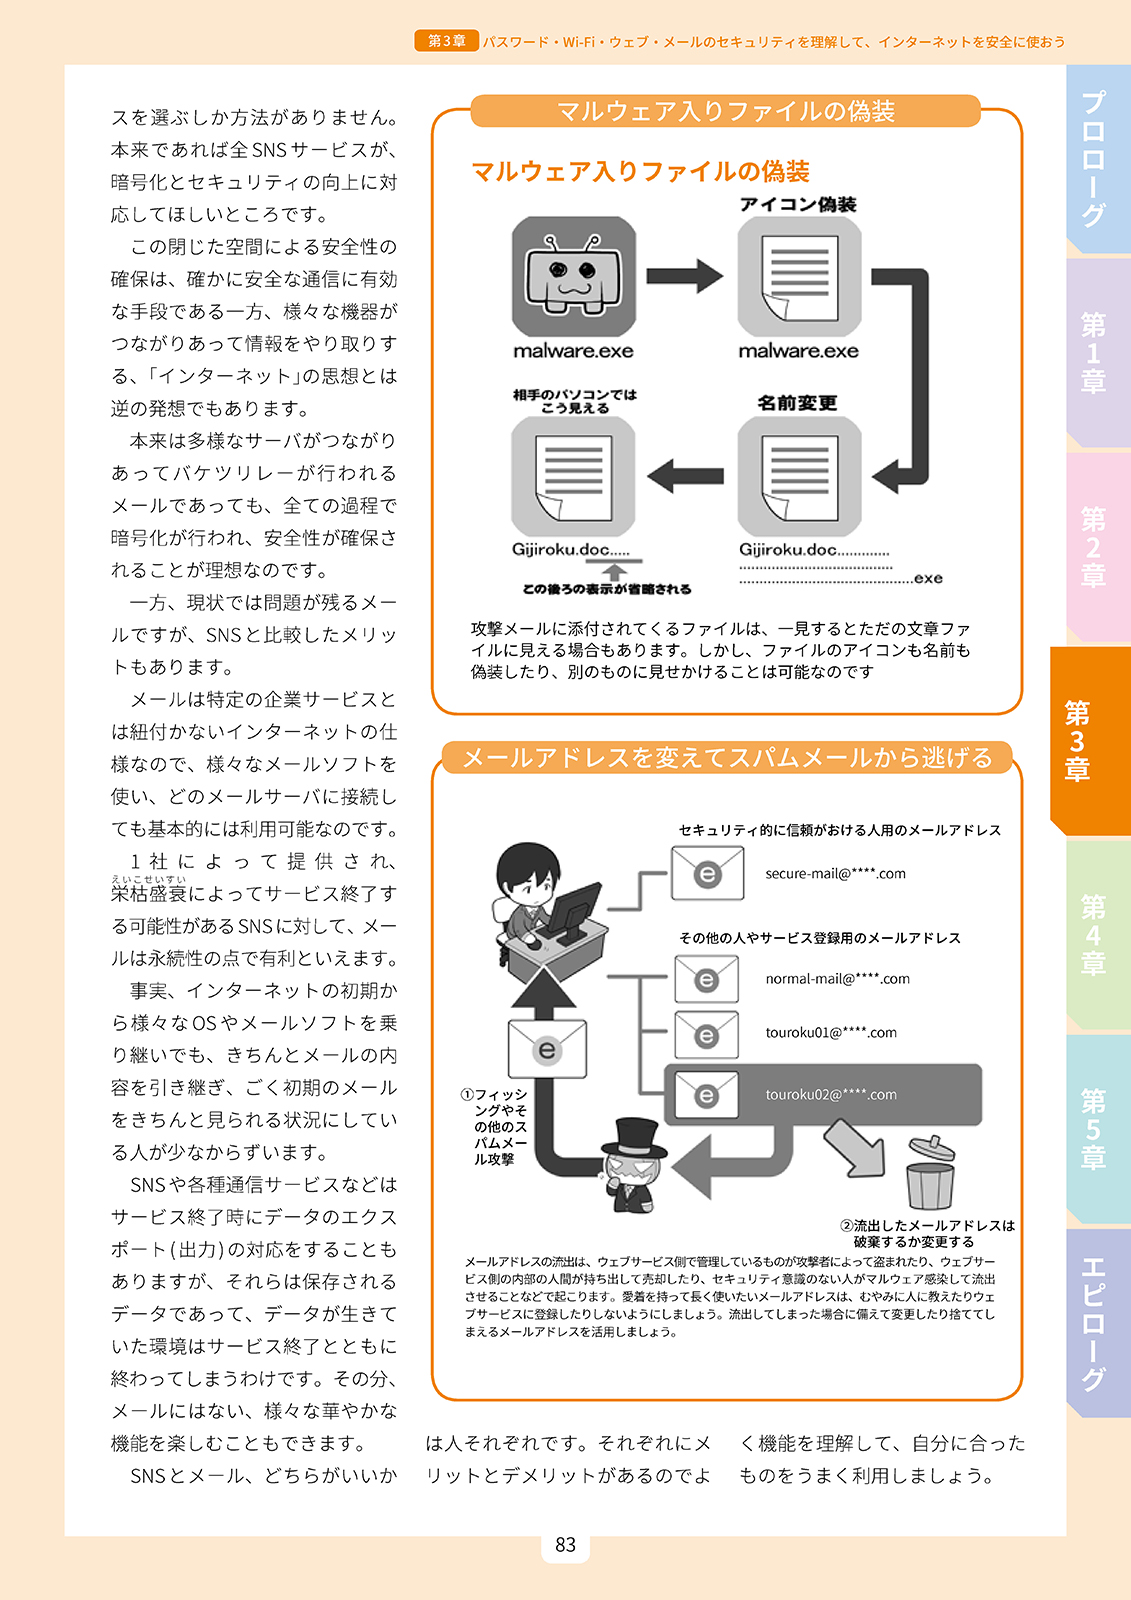 第3章 パスワード・Wi-Fi・ウェブ・メールのセキュリティを理解して、インターネットを安全に使おう
スを選ぶしか方法がありません。
本来であれば全SNSサービスが、
暗号化とセキュリティの向上に対
応してほしいところです。
この閉じた空間による安全性の
確保は、確かに安全な通信に有効
な手段である一方、様々な機器が
つながりあって情報をやり取りす
る、「インターネット」の思想とは
逆の発想でもあります。
本来は多様なサーバがつながり
あってバケツリレーが行われる
メールであっても、全ての過程で
暗号化が行われ、安全性が確保さ
れることが理想なのです。
一方、現状では問題が残るメー
ルですが、SNSと比較したメリッ
トもあります。
メールは特定の企業サービスと
は紐付かないインターネットの仕
様なので、様々なメールソフトを
使い、どのメールサーバに接続し
ても基本的には利用可能なのです。
1社によって提供され、
えいこせいすい
栄枯盛衰によってサービス終了す
る可能性があるSNSに対して、メー
ルは永続性の点で有利といえます。
事実、インターネットの初期か
ら様々なOSやメールソフトを乗
り継いでも、きちんとメールの内
容を引き継ぎ、ごく初期のメール
をきちんと見られる状況にしてい
る人が少なからずいます。
SNSや各種通信サービスなどは
サービス終了時にデータのエクス
ポート(出力)の対応をすることも
ありますが、それらは保存される
データであって、データが生きて
いた環境はサービス終了とともに
終わってしまうわけです。その分、
メールにはない、様々な華やかな
機能を楽しむこともできます。
SNSとメール、どちらがいいか
は人それぞれです。それぞれにメ
リットとデメリットがあるのでよ
く機能を理解して、自分に合った
ものをうまく利用しましょう。
マルウェア入りファイルの偽装
マルウェア入りファイルの偽装
アイコン偽装
malware.exe
malware.exe
相手のパソコンでは
こう見える
名前変更
Gijiroku.doc.....
この後ろの表示が省略される
Gijiroku.doc.............
......................................
...........................................exe
攻撃メールに添付されてくるファイルは、一見するとただの文章ファ
イルに見える場合もあります。しかし、ファイルのアイコンも名前も
偽装したり、別のものに見せかけることは可能なのです
メールアドレスを変えてスパムメールから逃げる
セキュリティ的に信頼がおける人用のメールアドレス
e
secure-mail@****.com
その他の人やサービス登録用のメールアドレス
e
normal-mail@****.com
e
touroku01@****.com
e
touroku02@****.com
e
①フィッシ
ングやそ
の他のス
パムメー
ル攻撃
②流出したメールアドレスは
破棄するか変更する
メールアドレスの流出は、ウェブサービス側で管理しているものが攻撃者によって盗まれたり、ウェブサー
ビス側の内部の人間が持ち出して売却したり、セキュリティ意識のない人がマルウェア感染して流出
させることなどで起こります。愛着を持って長く使いたいメールアドレスは、むやみに人に教えたりウェ
ブサービスに登録したりしないようにしましょう。流出してしまった場合に備えて変更したり捨ててし
まえるメールアドレスを活用しましょう。
プロローグ
第1章
第2章
第3章
第4章
第5章
エピローグ
83